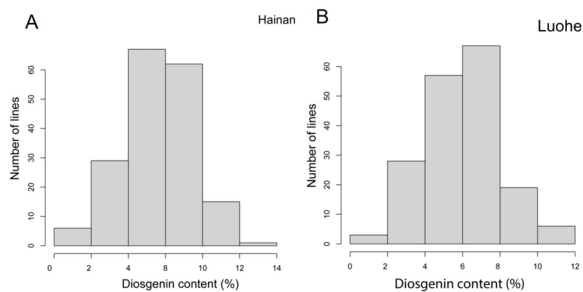 A
Hainan
Number of lines
0 10 20 30 40 50 60
0 2 4 6 8 10 12 14
Diosgenin content (%)
B
Luohe
Number of lines
0 10 20 30 40 50 60
0 2 4 6 8 10 12
Diosgenin content (%)